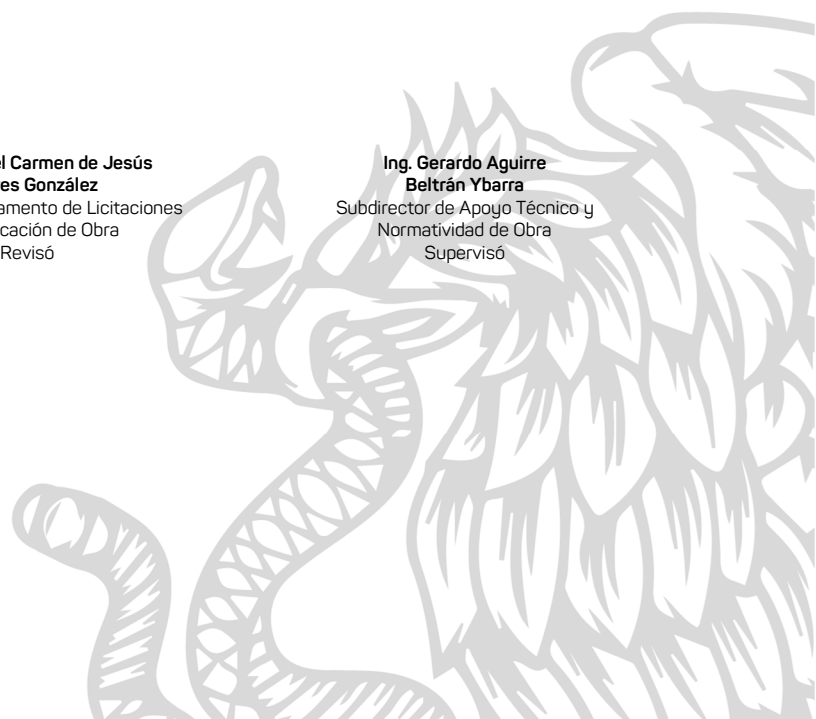 el Carmen de Jesús
es González
amento de Licitaciones
cación de Obra
Revisó
Ing. Gerardo Aguirre
Beltrán Ybarra
Subdirector de Apoyo Técnico y
Normatividad de Obra
Supervisó